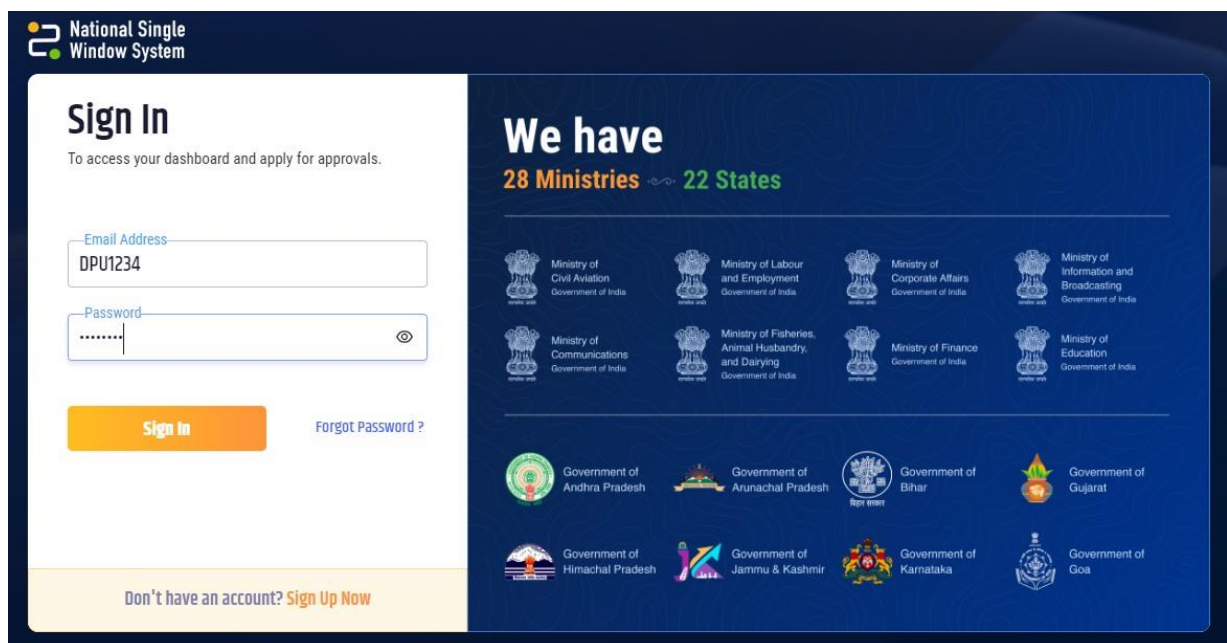 National Single
Window System
Sign In
To access your dashboard and apply for approvals.
Email Address
DPU1234
Password
••••••••
Sign In
Forgot Password ?
Don't have an account? Sign Up Now
We have
28 Ministries 22 States
Ministry of
Civil Aviation
Government of India
Ministry of Labour
and Employment
Government of India
Ministry of
Corporate Affairs
Government of India
Ministry of
Information and
Broadcasting
Government of India
Ministry of
Communications
Government of India
Ministry of Fisheries,
Animal Husbandry,
and Dairying
Government of India
Ministry of Finance
Government of India
Ministry of
Education
Government of India
Government of
Andhra Pradesh
Government of
Arunachal Pradesh
बिहार सरकार
Government of
Bihar
Government of
Gujarat
Government of
Himachal Pradesh
Government of
Jammu & Kashmir
Government of
Karnataka
Government of
Goa